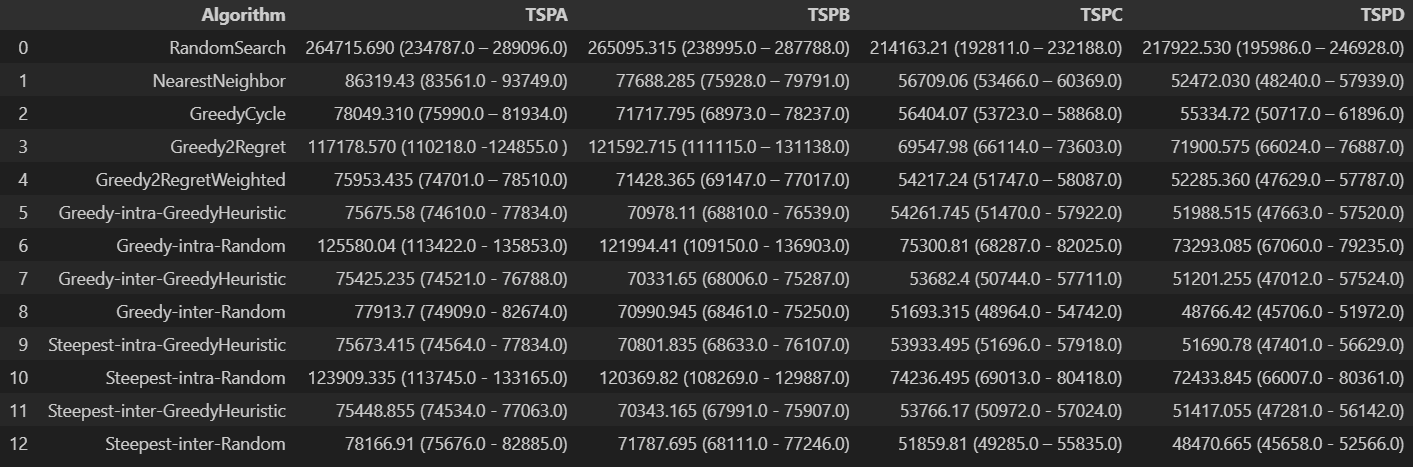 Algorithm TSPA TSPB TSPC TSPD
0 RandomSearch 264715.690 (234787.0 – 289096.0) 265095.315 (238995.0 – 287788.0) 214163.21 (192811.0 – 232188.0) 217922.530 (195986.0 – 246928.0)
1 NearestNeighbor 86319.43 (83561.0 - 93749.0) 77688.285 (75928.0 – 79791.0) 56709.06 (53466.0 – 60369.0) 52472.030 (48240.0 – 57939.0)
2 GreedyCycle 78049.310 (75990.0 – 81934.0) 71717.795 (68973.0 – 78237.0) 56404.07 (53723.0 – 58868.0) 55334.72 (50717.0 – 61896.0)
3 Greedy2Regret 117178.570 (110218.0 -124855.0 ) 121592.715 (111115.0 – 131138.0) 69547.98 (66114.0 – 73603.0) 71900.575 (66024.0 – 76887.0)
4 Greedy2RegretWeighted 75953.435 (74701.0 – 78510.0) 71428.365 (69147.0 – 77017.0) 54217.24 (51747.0 – 58087.0) 52285.360 (47629.0 – 57787.0)
5 Greedy-intra-GreedyHeuristic 75675.58 (74610.0 - 77834.0) 70978.11 (68810.0 - 76539.0) 54261.745 (51470.0 - 57922.0) 51988.515 (47663.0 - 57520.0)
6 Greedy-intra-Random 125580.04 (113422.0 - 135853.0) 121994.41 (109150.0 - 136903.0) 75300.81 (68287.0 - 82025.0) 73293.085 (67060.0 - 79235.0)
7 Greedy-inter-GreedyHeuristic 75425.235 (74521.0 - 76788.0) 70331.65 (68006.0 - 75287.0) 53682.4 (50744.0 - 57711.0) 51201.255 (47012.0 - 57524.0)
8 Greedy-inter-Random 77913.7 (74909.0 - 82674.0) 70990.945 (68461.0 - 75250.0) 51693.315 (48964.0 - 54742.0) 48766.42 (45706.0 - 51972.0)
9 Steepest-intra-GreedyHeuristic 75673.415 (74564.0 - 77834.0) 70801.835 (68633.0 - 76107.0) 53933.495 (51696.0 - 57918.0) 51690.78 (47401.0 - 56629.0)
10 Steepest-intra-Random 123909.335 (113745.0 - 133165.0) 120369.82 (108269.0 - 129887.0) 74236.495 (69013.0 - 80418.0) 72433.845 (66007.0 - 80361.0)
11 Steepest-inter-GreedyHeuristic 75448.855 (74534.0 - 77063.0) 70343.165 (67991.0 - 75907.0) 53766.17 (50972.0 - 57024.0) 51417.055 (47281.0 - 56142.0)
12 Steepest-inter-Random 78166.91 (75676.0 - 82885.0) 71787.695 (68111.0 - 77246.0) 51859.81 (49285.0 – 55835.0) 48470.665 (45658.0 - 52566.0)